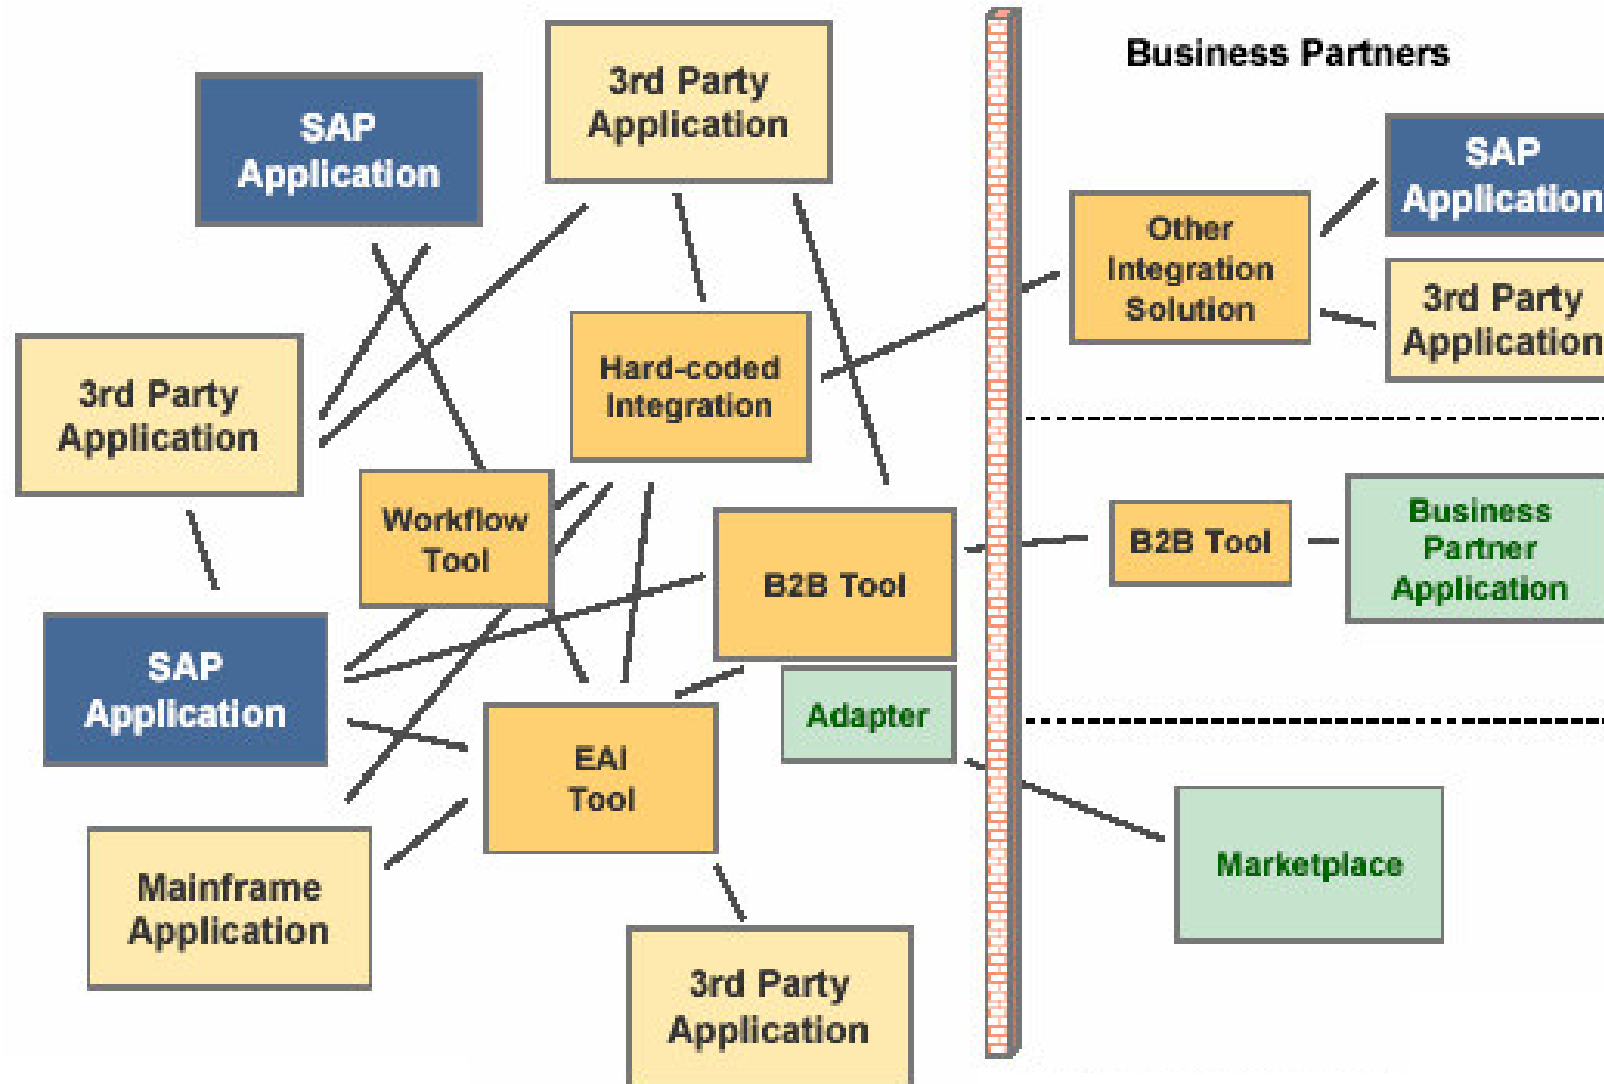 Business Partners
3rd Party
Application
SAP
Application
SAP
Application
Other
Integration
Solution
3rd Party
Application
Hard-coded
Integration
3rd Party
Application
Workflow
Tool
B2B Tool
B2B Tool
Business
Partner
Application
SAP
Application
Adapter
EAI
Tool
Marketplace
Mainframe
Application
3rd Party
Application